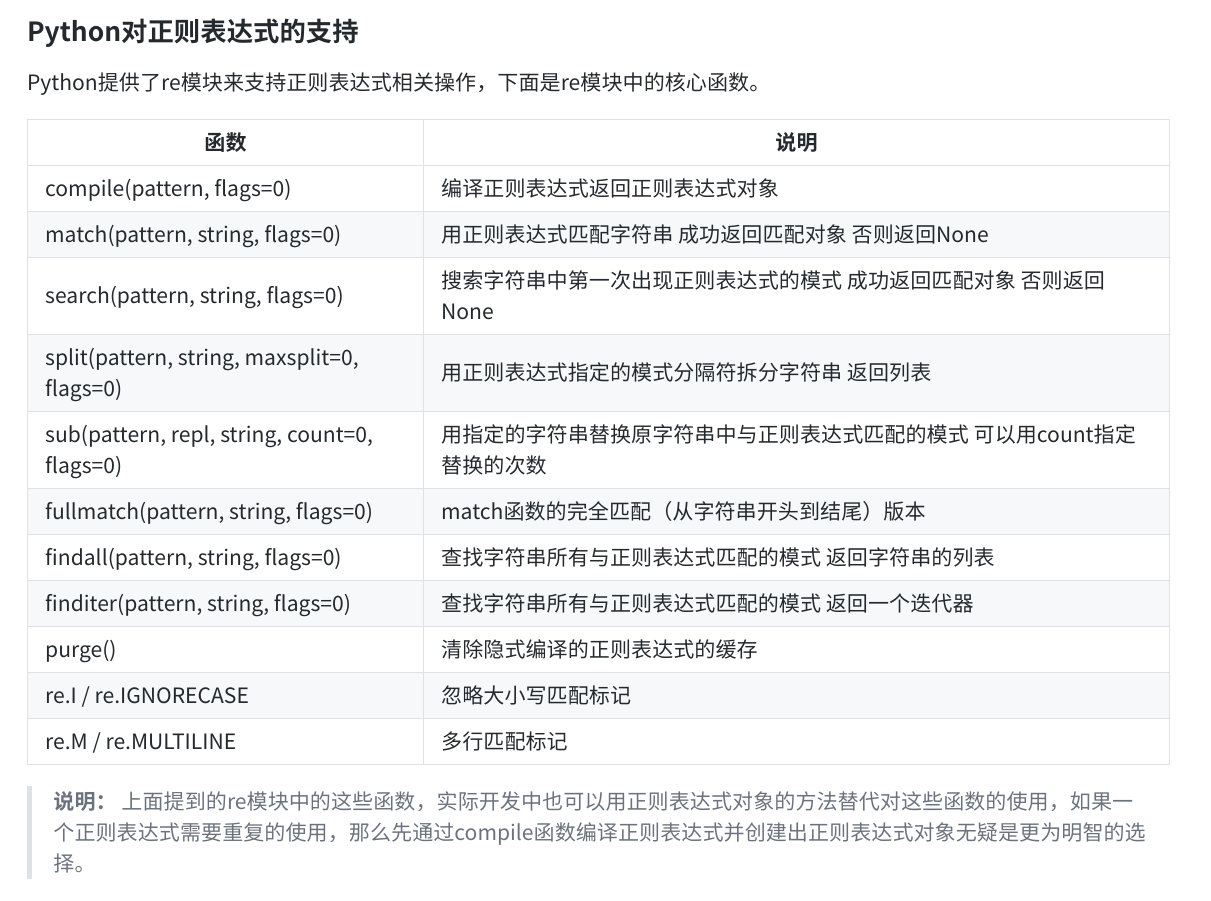 Python对正则表达式的支持
Python提供了re模块来支持正则表达式相关操作，下面是re模块中的核心函数。
函数 说明
compile(pattern, flags=0) 编译正则表达式返回正则表达式对象
match(pattern, string, flags=0) 用正则表达式匹配字符串 成功返回匹配对象 否则返回None
search(pattern, string, flags=0) 搜索字符串中第一次出现正则表达式的模式 成功返回匹配对象 否则返回
None
split(pattern, string, maxsplit=0,
flags=0)
用正则表达式指定的模式分隔符拆分字符串 返回列表
sub(pattern, repl, string, count=0,
flags=0)
用指定的字符串替换原字符串中与正则表达式匹配的模式 可以用count指定
替换的次数
fullmatch(pattern, string, flags=0) match函数的完全匹配（从字符串开头到结尾）版本
findall(pattern, string, flags=0) 查找字符串所有与正则表达式匹配的模式 返回字符串的列表
finditer(pattern, string, flags=0) 查找字符串所有与正则表达式匹配的模式 返回一个迭代器
purge() 清除隐式编译的正则表达式的缓存
re.I / re.IGNORECASE 忽略大小写匹配标记
re.M / re.MULTILINE 多行匹配标记
说明： 上面提到的re模块中的这些函数，实际开发中也可以用正则表达式对象的方法替代对这些函数的使用，如果一
个正则表达式需要重复的使用，那么先通过compile函数编译正则表达式并创建出正则表达式对象无疑是更为明智的选
择。